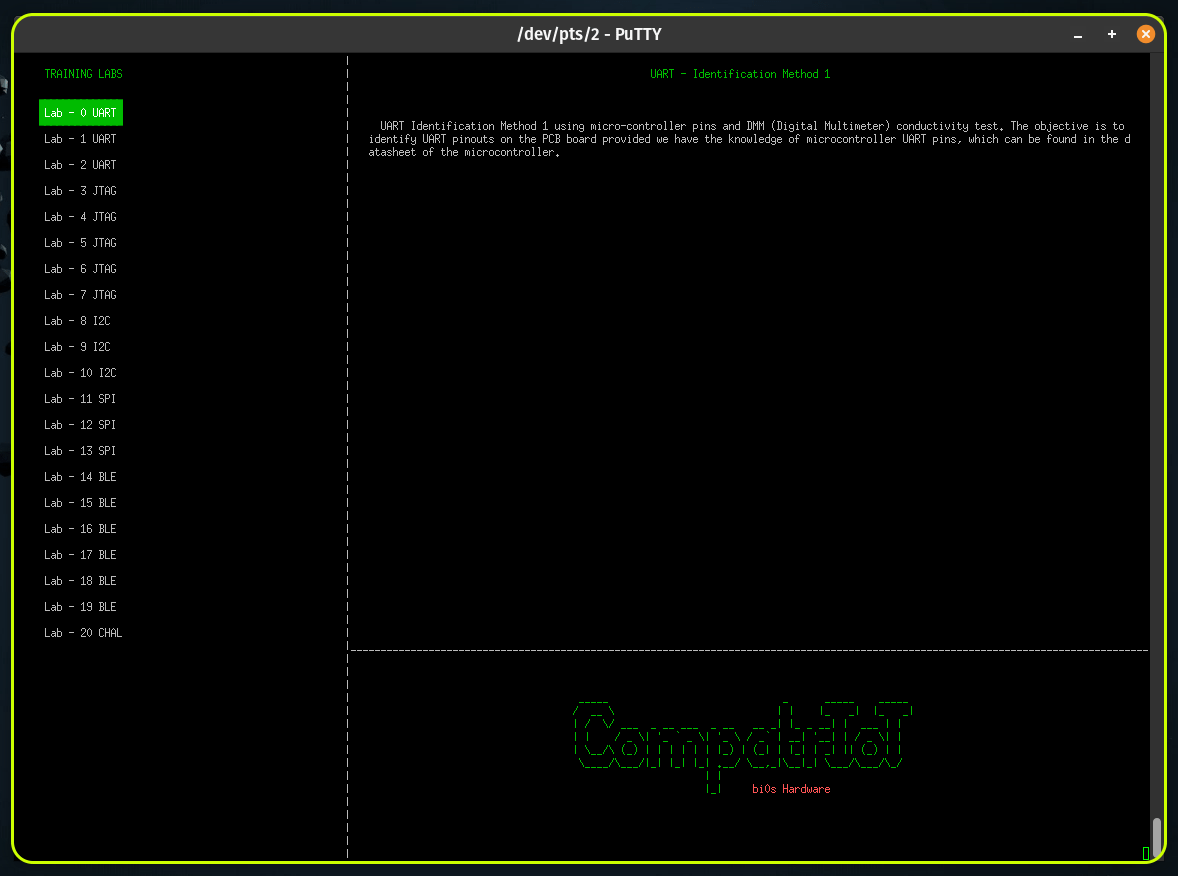 /dev/pts/2 - PuTTY
TRAINING LABS
Lab - 0 UART
Lab - 1 UART
Lab - 2 UART
Lab - 3 JTAG
Lab - 4 JTAG
Lab - 5 JTAG
Lab - 6 JTAG
Lab - 7 JTAG
Lab - 8 I2C
Lab - 9 I2C
Lab - 10 I2C
Lab - 11 SPI
Lab - 12 SPI
Lab - 13 SPI
Lab - 14 BLE
Lab - 15 BLE
Lab - 16 BLE
Lab - 17 BLE
Lab - 18 BLE
Lab - 19 BLE
Lab - 20 CHAL
UART - Identification Method 1
UART Identification Method 1 using micro-controller pins and DMM (Digital Multimeter) conductivity test. The objective is to
identify UART pinouts on the PCB board provided we have the knowledge of microcontroller UART pins, which can be found in the d
atasheet of the microcontroller.
CompatrIoT
bi0s Hardware